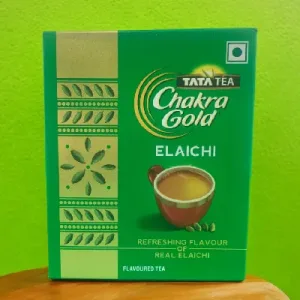 TATA TEA
Chakra
Gold
ELAICHI
REFRESHING FLAVOUR
OF
REAL ELAICHI
FLAVOURED TEA